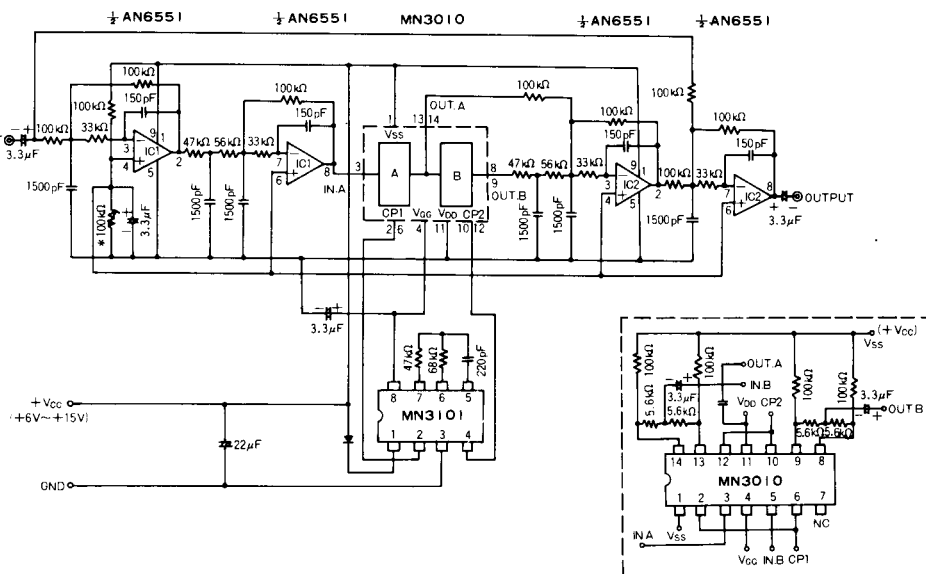 ½ AN6551 ½ AN6551 MN3010 ½ AN6551 ½ AN6551
100kΩ 100kΩ 100kΩ 100kΩ
150pF 100kΩ 150pF 1 13 14 OUT.A 100kΩ 150pF 100kΩ 150pF
VSS
3.3μF 100kΩ 33kΩ 9 1 3 4 5 2 IC1 47kΩ 56kΩ 33kΩ 7 6 8 IC1 IN.A 3 A B 8 9 OUT.B 47kΩ 56kΩ 33kΩ 9 1 3 4 5 2 IC2 100kΩ 33kΩ 7 6 8 IC2 3.3μF OUTPUT
1500pF *100kΩ 3.3μF 1500pF 1500pF 1500pF 1500pF 1500pF
CP1 VGG VDD CP2
2 6 4 11 10 12
3.3μF
47kΩ 68kΩ 220pF
8 7 6 5
MN3101
1 2 3 4
+VCC
(+6V~+15V)
22μF
GND
(+VCC)
VSS
100kΩ 100kΩ 100kΩ 100kΩ
OUT.A
IN.B
3.3μF
5.6kΩ 5.6kΩ
VDD CP2
3.3μF
OUT.B
5.6kΩ 5.6kΩ
14 13 12 11 10 9 8
MN3010
1 2 3 4 5 6 7
NC
IN.A VSS
VGG IN.B CP1